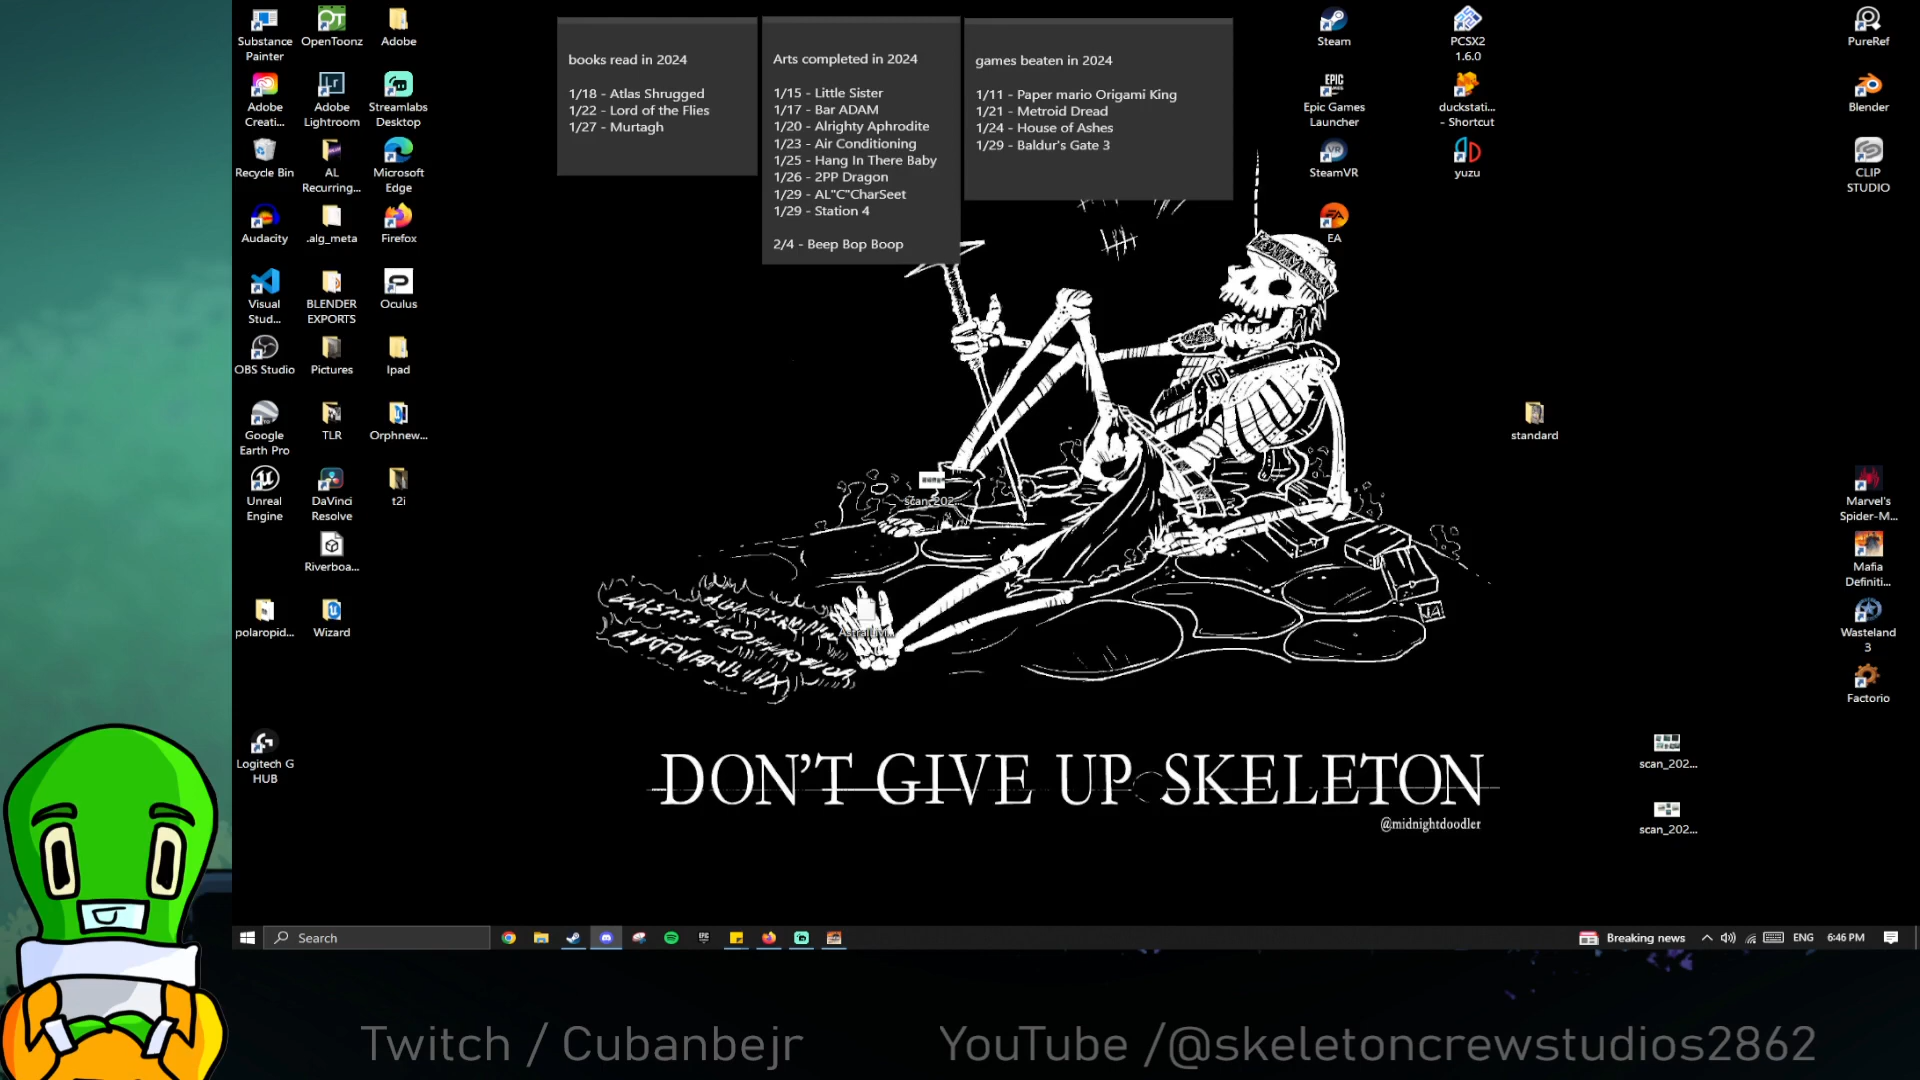 Substance
Painter
OpenToonz
Adobe
Adobe
Creati...
Adobe
Lightroom
Streamlabs
Desktop
Recycle Bin
AL
Recurring...
Microsoft
Edge
Audacity
.alg_meta
Firefox
Visual
Stud...
BLENDER
EXPORTS
Oculus
OBS Studio
Pictures
Ipad
Google
Earth Pro
TLR
Orphnew...
Unreal
Engine
DaVinci
Resolve
t2i
Riverboa...
polaropid...
Wizard
Logitech G
HUB
books read in 2024
1/18 - Atlas Shrugged
1/22 - Lord of the Flies
1/27 - Murtagh
Arts completed in 2024
1/15 - Little Sister
1/17 - Bar ADAM
1/20 - Alrighty Aphrodite
1/23 - Air Conditioning
1/25 - Hang In There Baby
1/26 - 2PP Dragon
1/29 - AL"C"CharSeet
1/29 - Station 4
2/4 - Beep Bop Boop
games beaten in 2024
1/11 - Paper mario Origami King
1/21 - Metroid Dread
1/24 - House of Ashes
1/29 - Baldur's Gate 3
Steam
PCSX2
1.6.0
Epic Games
Launcher
duckstati...
- Shortcut
SteamVR
yuzu
EA
PureRef
Blender
CLIP
STUDIO
standard
scan_202...
Marvel's
Spider-M...
Mafia
Definiti...
Wasteland
3
Factorio
scan_202...
scan_202...
DON'T GIVE UP SKELETON
@midnightdoodler
Search
Breaking news
ENG
6:46 PM
Twitch / Cubanbejr
YouTube /@skeletoncrewstudios2862